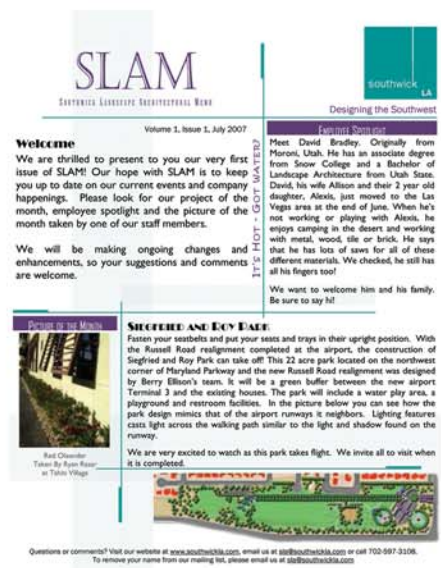 SLAM
Southwick Landscape Architectural Memo
southwick
LA
Designing the Southwest
Volume 1, Issue 1, July 2007
Welcome
We are thrilled to present to you our very first
issue of SLAM! Our hope with SLAM is to keep
you up to date on our current events and company
happenings. Please look for our project of the
month, employee spotlight and the picture of the
month taken by one of our staff members.
We will be making ongoing changes and
enhancements, so your suggestions and comments
are welcome.
It's Hot - Got Water?
Employee Spotlight
Meet David Bradley. Originally from
Moroni, Utah. He has an associate degree
from Snow College and a Bachelor of
Landscape Architecture from Utah State.
David, his wife Allison and their 2 year old
daughter, Alexis, just moved to the Las
Vegas area at the end of June. When he's
not working or playing with Alexis, he
enjoys camping in the desert and working
with metal, wood, tile or brick. He says
that he has lots of saws for all of these
different materials. We checked, he still has
all his fingers too!
We want to welcome him and his family.
Be sure to say hi!
Picture of the Month
Red Oleander
Taken By Ryan
at Tahiti Village
Siegfried and Roy Park
Fasten your seatbelts and put your seats and trays in their upright position. With
the Russell Road realignment completed at the airport, the construction of
Siegfried and Roy Park can take off! This 22 acre park located on the northwest
corner of Maryland Parkway and the new Russell Road realignment was designed
by Berry Ellison's team. It will be a green buffer between the new airport
Terminal 3 and the existing houses. The park will include a water play area, a
playground and restroom facilities. In the picture below you can see how the
park design mimics that of the airport runways it neighbors. Lighting features
casts light across the walking path similar to the light and shadow found on the
runway.
We are very excited to watch as this park takes flight. We invite all to visit when
it is completed.
Questions or comments? Visit our website at www.southwickla.com, email us at sla@southwickla.com or call 702-597-3108.
To remove your name from our mailing list, please email us at sla@southwickla.com